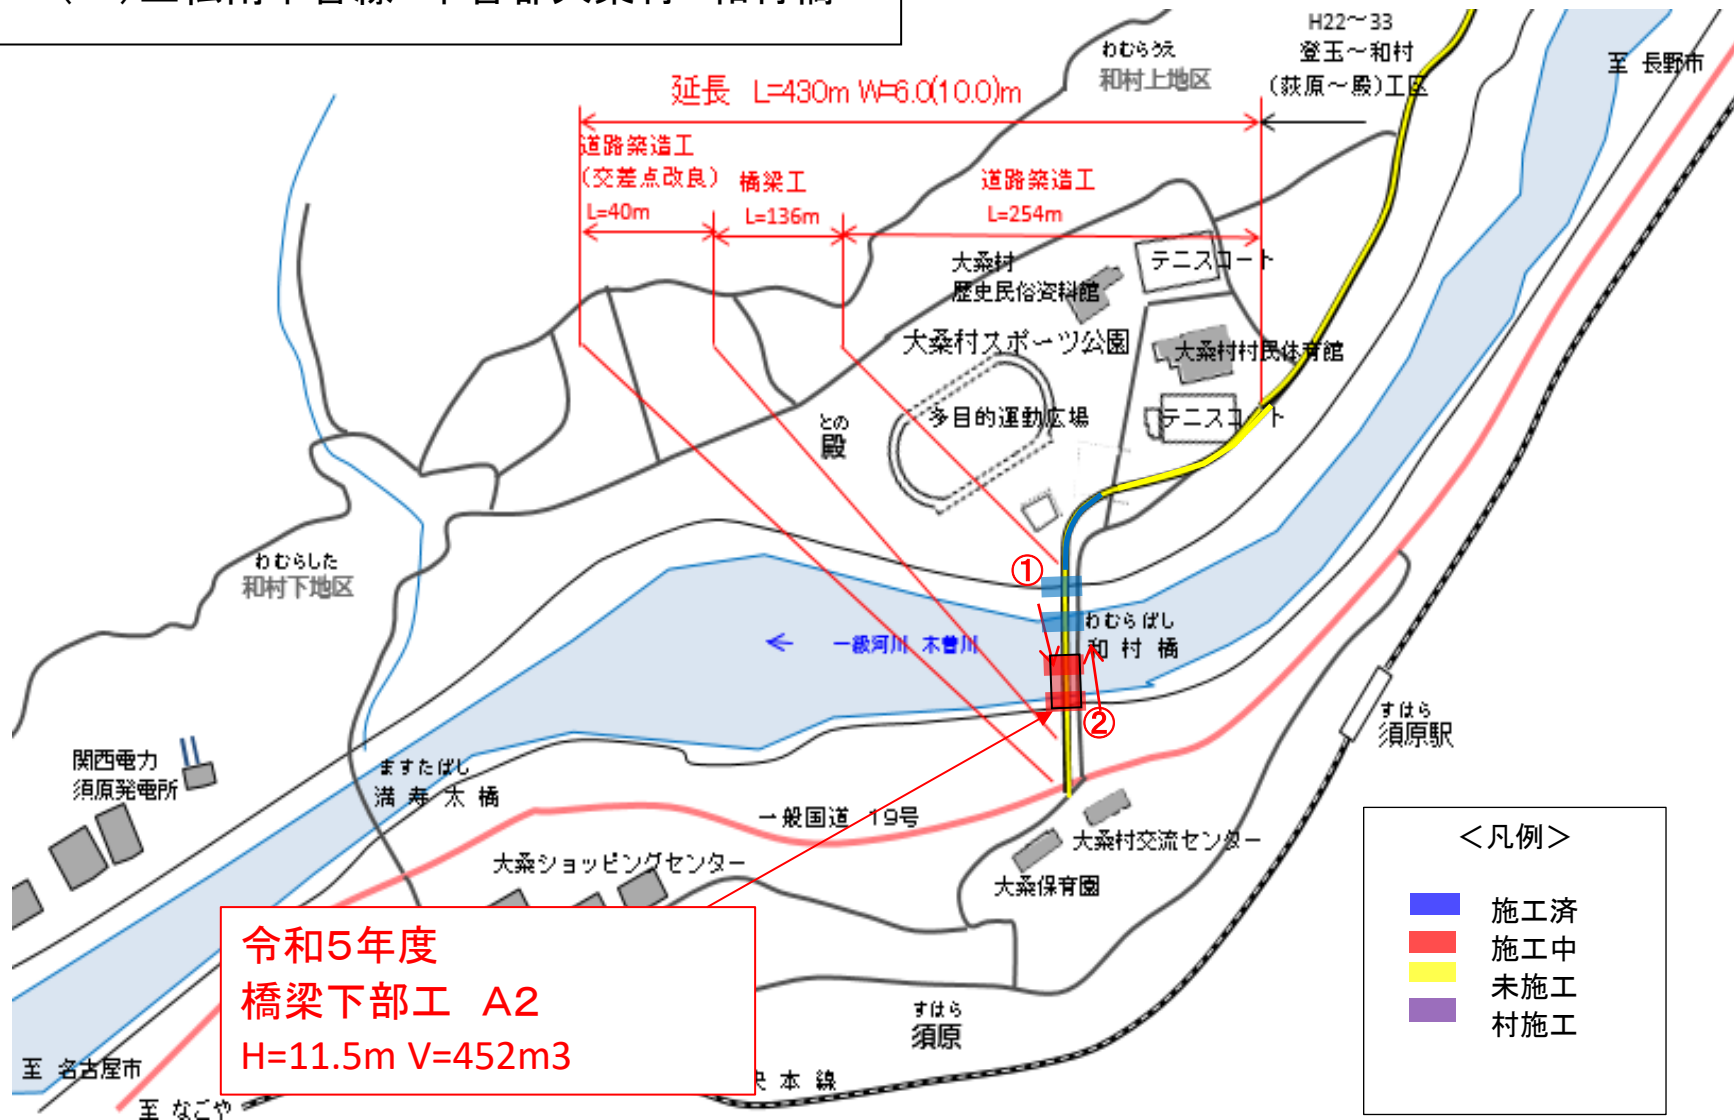 H22～33
登玉～和村
(荻原～殿)工区
至 長野市
わむらうえ
和村上地区
延長 L=430m W=6.0(10.0)m
道路築造工
(交差点改良)
L=40m
橋梁工
L=136m
道路築造工
L=254m
大桑村
歴史民俗資料館
テニスコート
大桑村スポーツ公園
大桑村村民体育館
多目的運動広場
テニスコート
との
殿
わむらした
和村下地区
①
わむらばし
和村橋
← 一級河川 木曽川
②
すはら
須原駅
関西電力
須原発電所
ますたばし
満寿太橋
一般国道 19号
大桑村交流センター
大桑保育園
大桑ショッピングセンター
令和5年度
橋梁下部工 A2
H=11.5m V=452m3
すはら
須原
本線
至 名古屋市
至 なごや
＜凡例＞
施工済
施工中
未施工
村施工